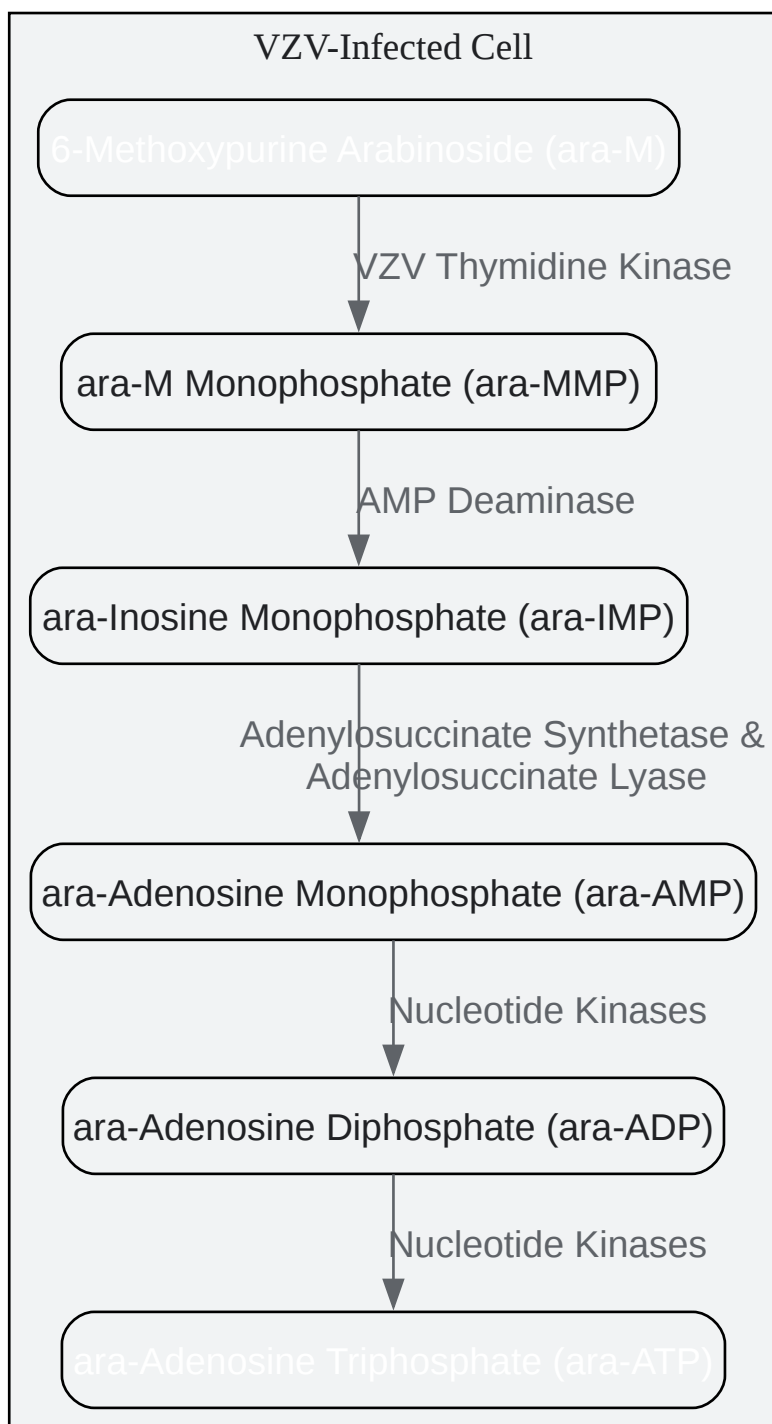 VZV-Infected Cell
6-Methoxypurine Arabinoside (ara-M)
VZV Thymidine Kinase
ara-M Monophosphate (ara-MMP)
AMP Deaminase
ara-Inosine Monophosphate (ara-IMP)
Adenylosuccinate Synthetase &
Adenylosuccinate Lyase
ara-Adenosine Monophosphate (ara-AMP)
Nucleotide Kinases
ara-Adenosine Diphosphate (ara-ADP)
Nucleotide Kinases
ara-Adenosine Triphosphate (ara-ATP)